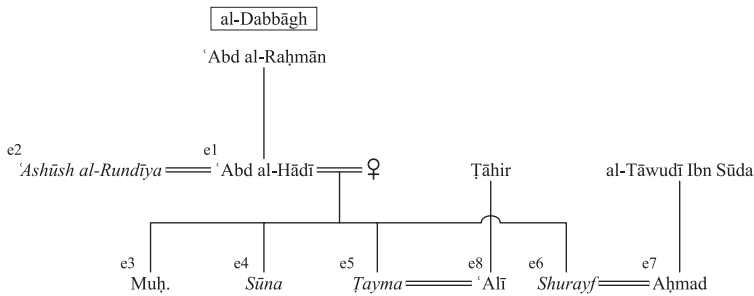 al-Dabbāgh
ʿAbd al-Raḥmān
e2 e1
ʿAshūsh al-Rundīya ʿAbd al-Hādī ♀ Ṭāhir al-Tāwudī Ibn Sūda
e3 e4 e5 e8 e6 e7
Muḥ. Sūna Ṭayma ʿAlī Shurayf Aḥmad